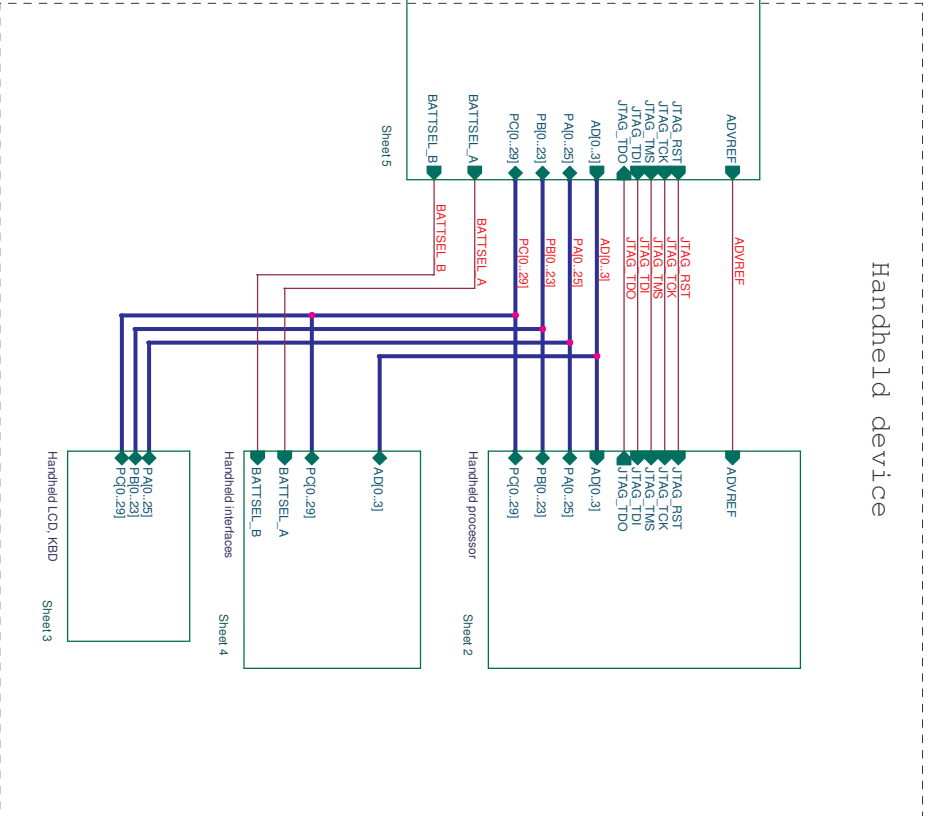 Handheld device
ADVREF
JTAG_RST
JTAG_TCK
JTAG_TMS
JTAG_TDI
JTAG_TDO
AD[0..3]
PA[0..25]
PB[0..23]
PC[0..29]
BATTSEL_A
BATTSEL_B
Sheet 5
ADVREF
JTAG_RST
JTAG_TCK
JTAG_TMS
JTAG_TDI
JTAG_TDO
AD[0..3]
PA[0..25]
PB[0..23]
PC[0..29]
BATTSEL_A
BATTSEL_B
ADVREF
JTAG_RST
JTAG_TCK
JTAG_TMS
JTAG_TDI
JTAG_TDO
AD[0..3]
PA[0..25]
PB[0..23]
PC[0..29]
Handheld processor
Sheet 2
AD[0..3]
PC[0..29]
BATTSEL_A
BATTSEL_B
Handheld interfaces
Sheet 4
PA[0..25]
PB[0..23]
PC[0..29]
Handheld LCD, KBD
Sheet 3